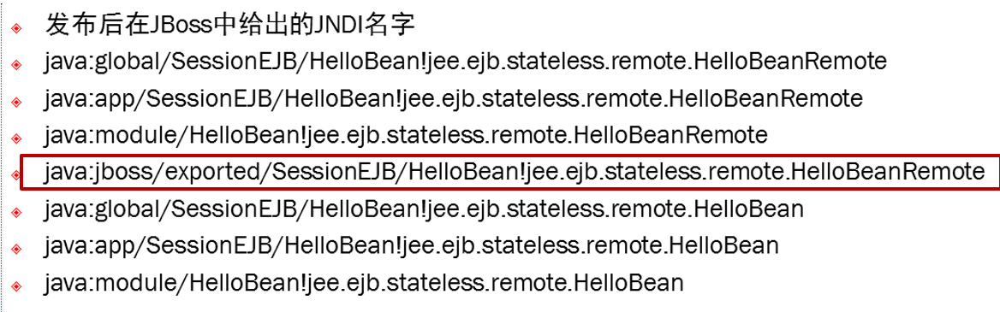 发布后在JBoss中给出的JNDI名字
java:global/SessionEJB/HelloBean!jee.ejb.stateless.remote.HelloBeanRemote
java:app/SessionEJB/HelloBean!jee.ejb.stateless.remote.HelloBeanRemote
java:module/HelloBean!jee.ejb.stateless.remote.HelloBeanRemote
java:jboss/exported/SessionEJB/HelloBean!jee.ejb.stateless.remote.HelloBeanRemote
java:global/SessionEJB/HelloBean!jee.ejb.stateless.remote.HelloBean
java:app/SessionEJB/HelloBean!jee.ejb.stateless.remote.HelloBean
java:module/HelloBean!jee.ejb.stateless.remote.HelloBean